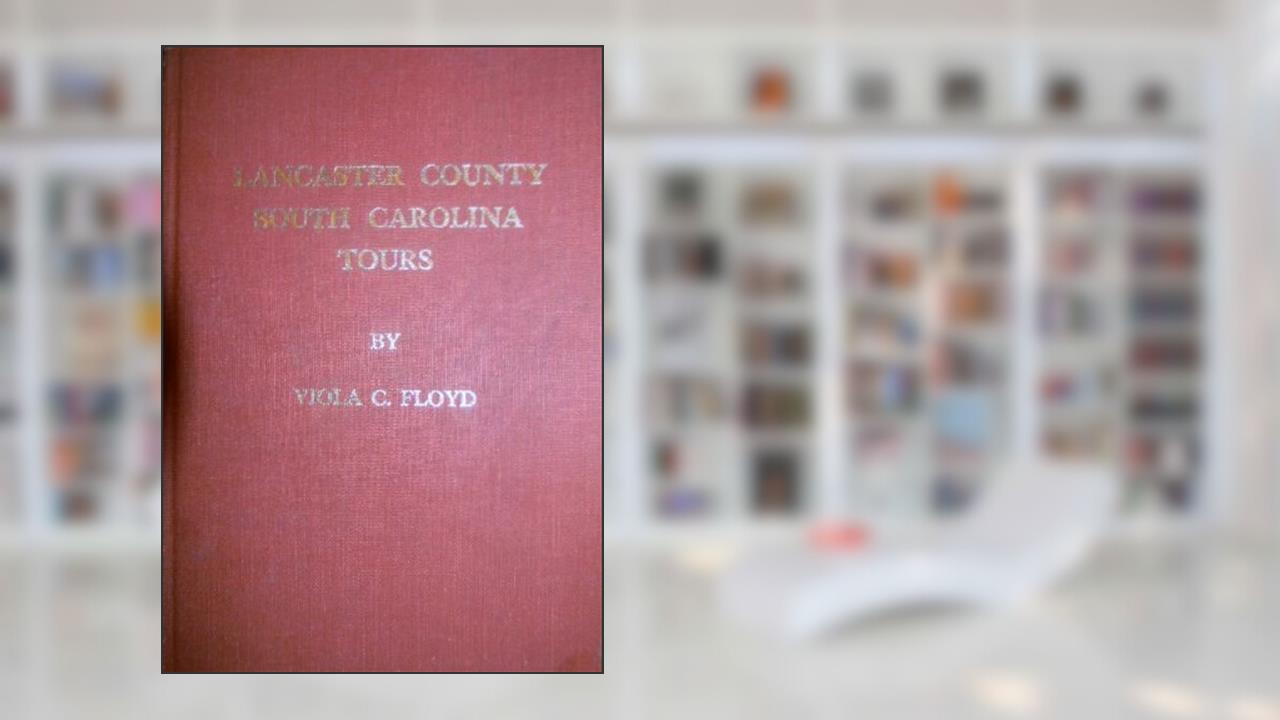 LANCASTER COUNTY
SOUTH CAROLINA
TOURS
BY
VIOLA C. FLOYD